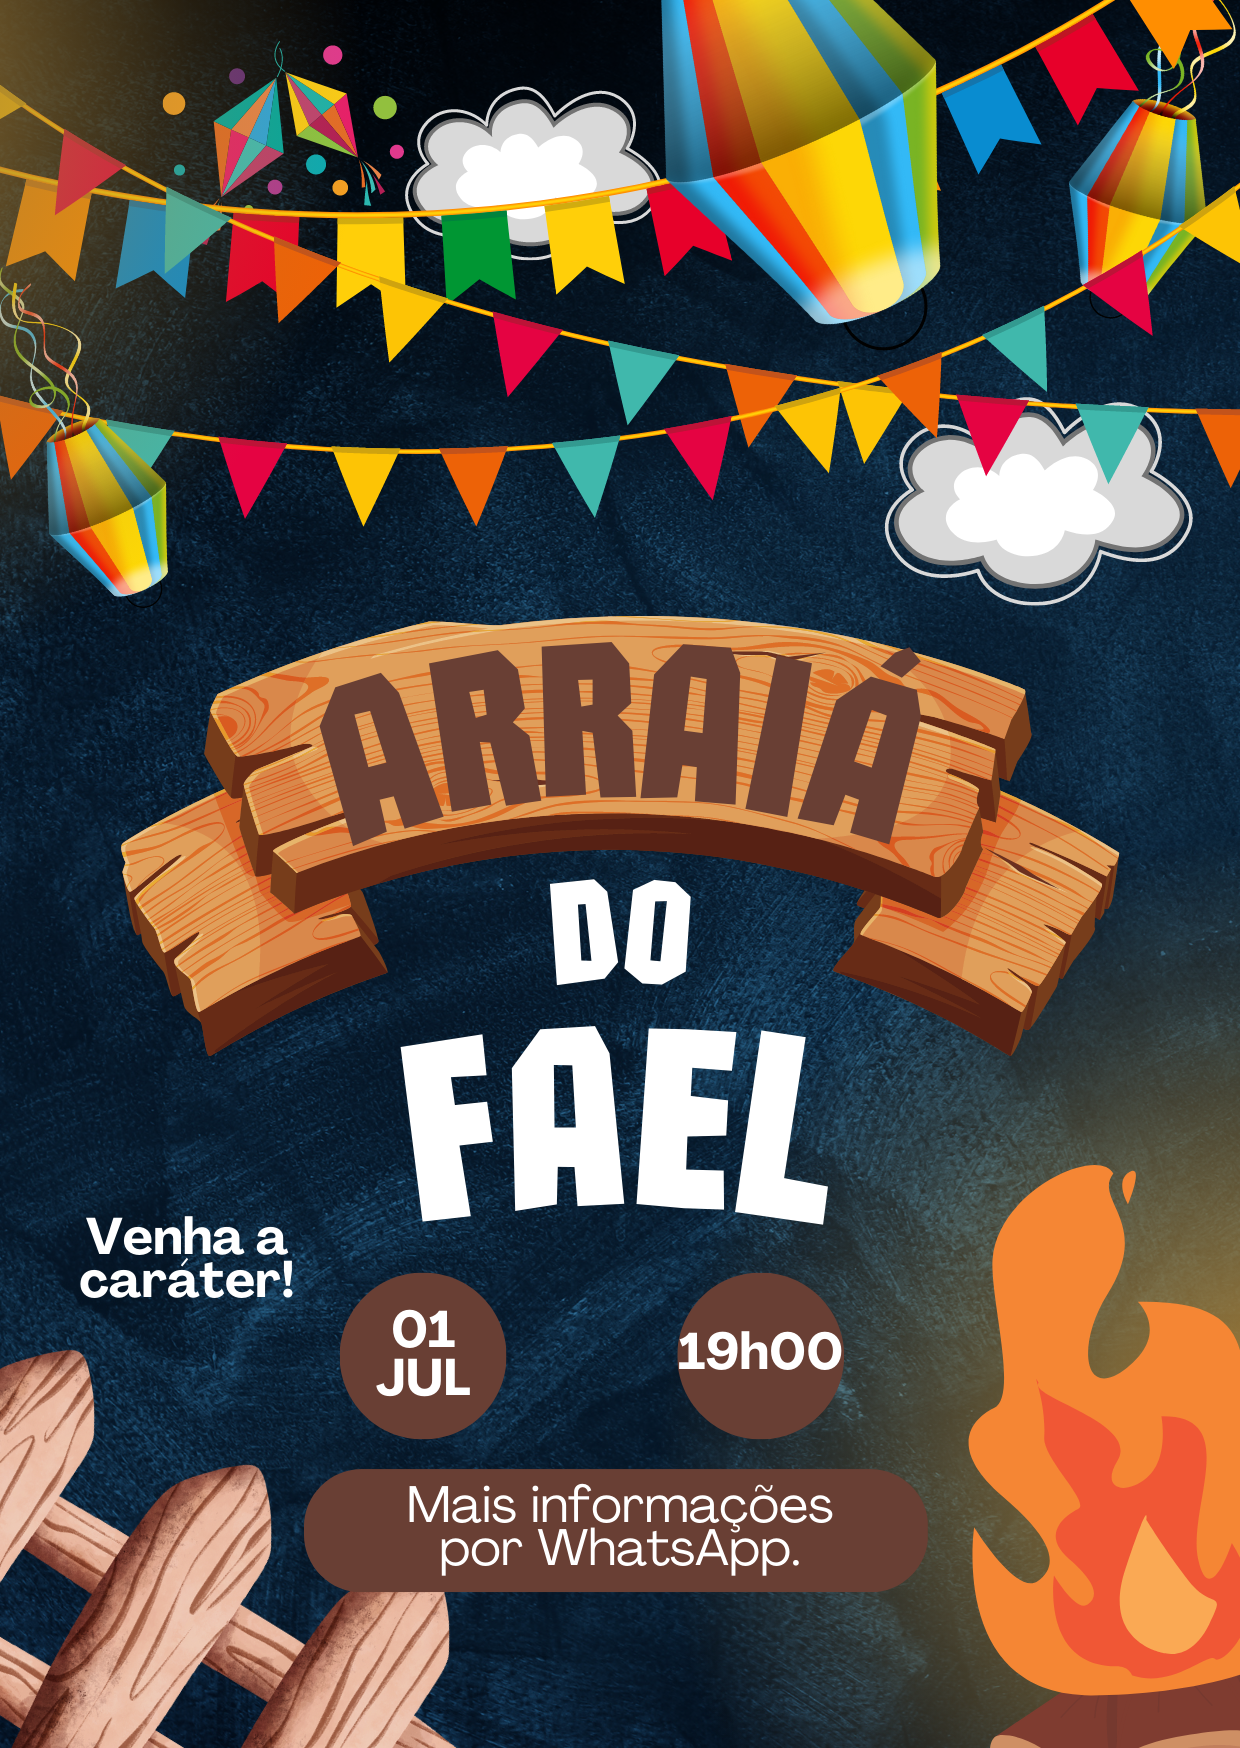 ARRAIÁ
DO
FAEL
Venha a
caráter!
01
JUL
19h00
Mais informações
por WhatsApp.